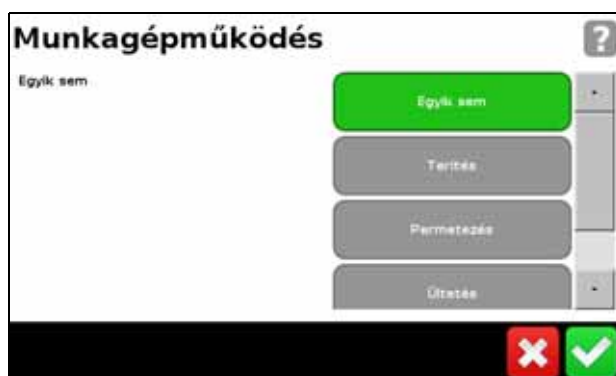 Munkagépműködés
?
Egyik sem
Egyik sem
Terítés
Permetezés
Ültetés